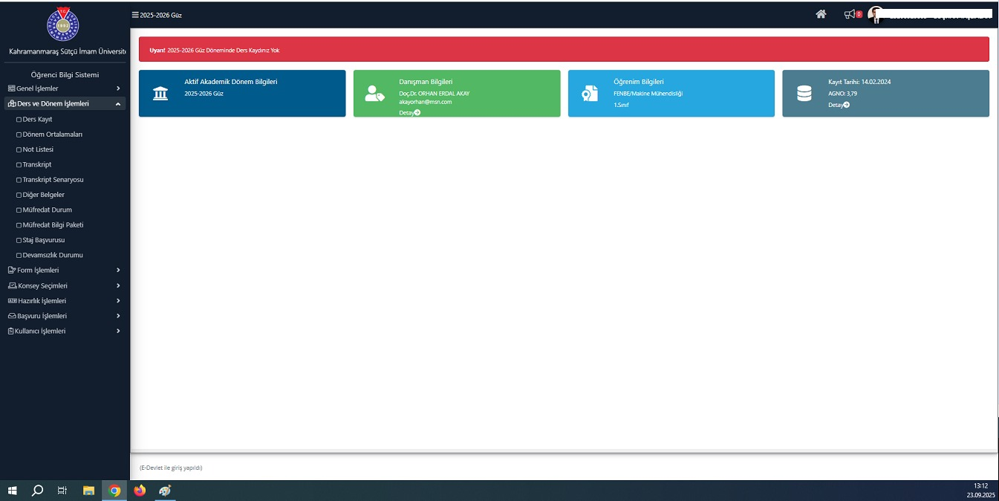 2025-2026 Güz
0
1992
Kahramanmaraş Sütçü İmam Üniversite
Öğrenci Bilgi Sistemi
Genel İşlemler
Ders ve Dönem İşlemleri
Ders Kayıt
Dönem Ortalamaları
Not Listesi
Transkript
Transkript Senaryosu
Diğer Belgeler
Müfredat Durum
Müfredat Bilgi Paketi
Staj Başvurusu
Devamsızlık Durumu
Form İşlemleri
Konsey Seçimleri
Hazırlık İşlemleri
Başvuru İşlemleri
Kullanıcı İşlemleri
Uyarı! 2025-2026 Güz Döneminde Ders Kaydınız Yok
Aktif Akademik Dönem Bilgileri
2025-2026 Güz
Danışman Bilgileri
Doç.Dr. ORHAN ERDAL AKAY
akayorhan@msn.com
Detay
Öğrenim Bilgileri
FENBE/Makine Mühendisliği
1.Sınıf
Kayıt Tarihi: 14.02.2024
AGNO: 3,79
Detay
(E-Devlet ile giriş yapıldı)
13:12
23.09.2025